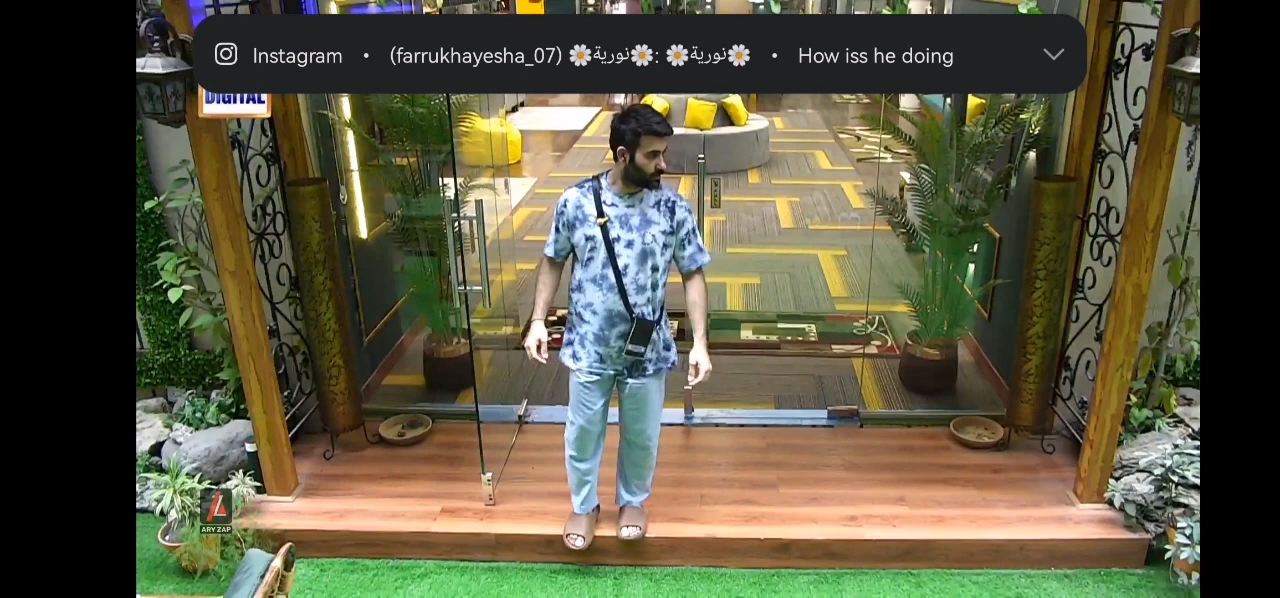 Instagram • (farrukhayesha_07) 🌼نورية🌼: 🌼نورية🌼 • How iss he doing
DIGITAL
ARY ZAP